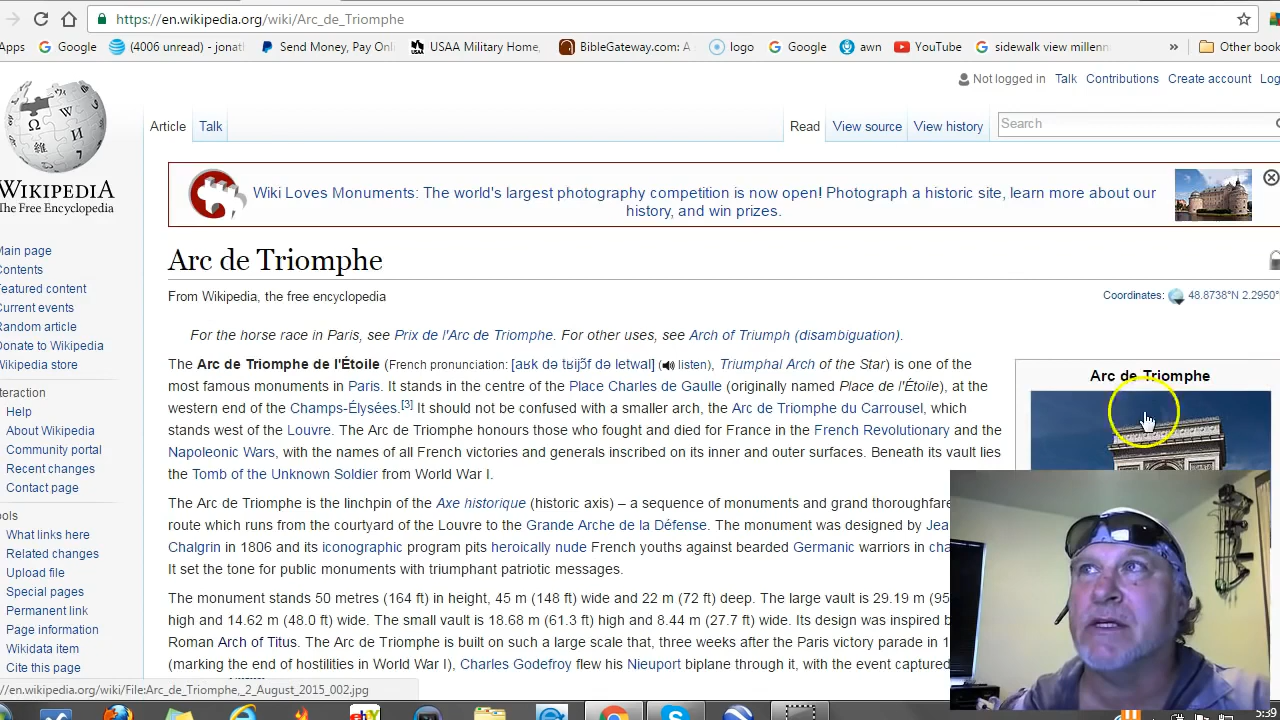 https://en.wikipedia.org/wiki/Arc_de_Triomphe
Apps Google (4006 unread) - jonat Send Money, Pay Onli USAA Military Home, BibleGateway.com: A logo Google awn YouTube sidewalk view millenn » Other book
Not logged in Talk Contributions Create account Log
Article Talk Read View source View history Search
WIKIPEDIA
The Free Encyclopedia
Wiki Loves Monuments: The world's largest photography competition is now open! Photograph a historic site, learn more about our
history, and win prizes.
Main page
Contents
Featured content
Current events
Random article
Donate to Wikipedia
Wikipedia store
Interaction
Help
About Wikipedia
Community portal
Recent changes
Contact page
Tools
What links here
Related changes
Upload file
Special pages
Permanent link
Page information
Wikidata item
Cite this page
Arc de Triomphe
From Wikipedia, the free encyclopedia
Coordinates: 48.8738°N 2.2950°
For the horse race in Paris, see Prix de l'Arc de Triomphe. For other uses, see Arch of Triumph (disambiguation).
The Arc de Triomphe de l'Étoile (French pronunciation: [aʁk də tʁijɔ̃f də letwal] (listen), Triumphal Arch of the Star) is one of the
most famous monuments in Paris. It stands in the centre of the Place Charles de Gaulle (originally named Place de l'Étoile), at the
western end of the Champs-Élysées.[3] It should not be confused with a smaller arch, the Arc de Triomphe du Carrousel, which
stands west of the Louvre. The Arc de Triomphe honours those who fought and died for France in the French Revolutionary and the
Napoleonic Wars, with the names of all French victories and generals inscribed on its inner and outer surfaces. Beneath its vault lies
the Tomb of the Unknown Soldier from World War I.
The Arc de Triomphe is the linchpin of the Axe historique (historic axis) – a sequence of monuments and grand thoroughfare
route which runs from the courtyard of the Louvre to the Grande Arche de la Défense. The monument was designed by Jea
Chalgrin in 1806 and its iconographic program pits heroically nude French youths against bearded Germanic warriors in cha
It set the tone for public monuments with triumphant patriotic messages.
The monument stands 50 metres (164 ft) in height, 45 m (148 ft) wide and 22 m (72 ft) deep. The large vault is 29.19 m (95
high and 14.62 m (48.0 ft) wide. The small vault is 18.68 m (61.3 ft) high and 8.44 m (27.7 ft) wide. Its design was inspired b
Roman Arch of Titus. The Arc de Triomphe is built on such a large scale that, three weeks after the Paris victory parade in 1
(marking the end of hostilities in World War I), Charles Godefroy flew his Nieuport biplane through it, with the event captured
Arc de Triomphe
//en.wikipedia.org/wiki/File:Arc_de_Triomphe,_2_August_2015_002.jpg
5:39